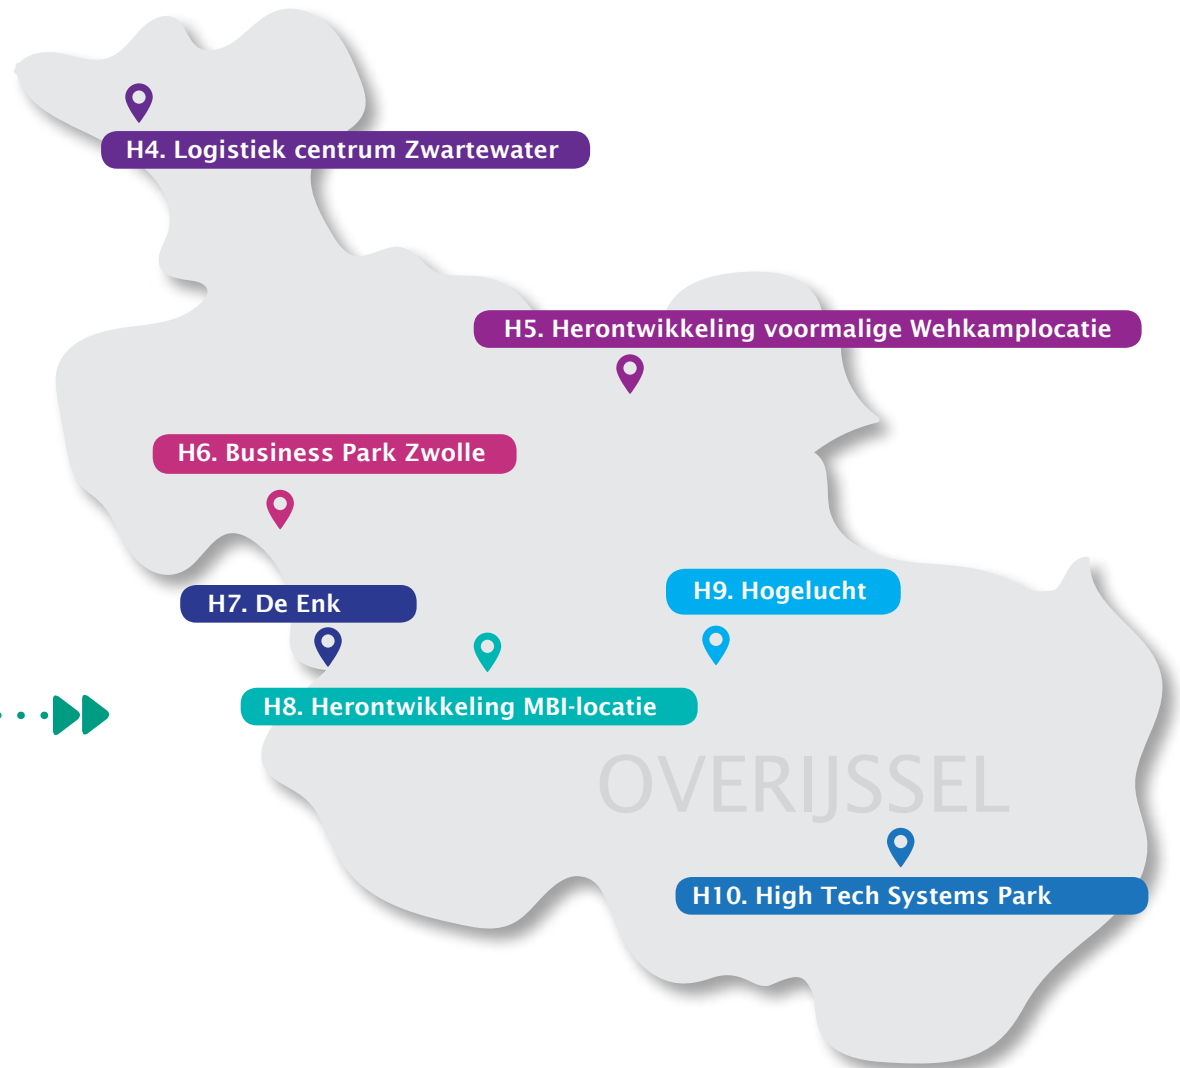 H4. Logistiek centrum Zwartewater
H5. Herontwikkeling voormalige Wehkamplocatie
H6. Business Park Zwolle
H7. De Enk
H9. Hogelucht
H8. Herontwikkeling MBI-locatie
OVERIJSSEL
H10. High Tech Systems Park